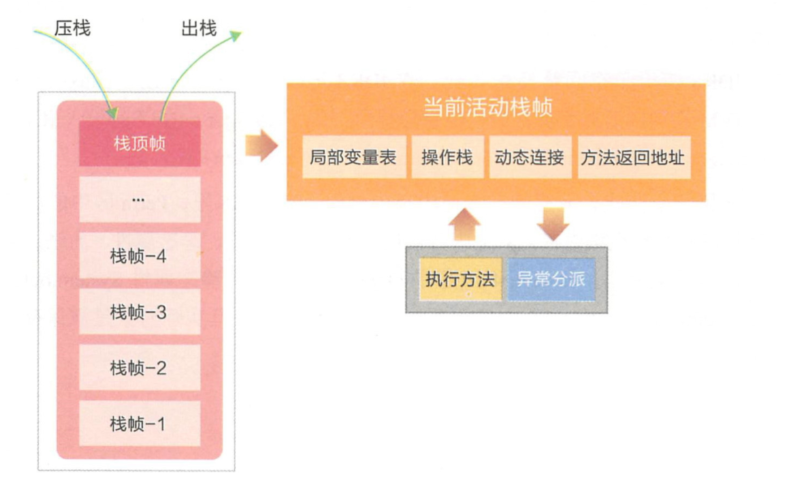 压栈
出栈
栈顶帧
...
栈帧-4
栈帧-3
栈帧-2
栈帧-1
当前活动栈帧
局部变量表
操作栈
动态连接
方法返回地址
执行方法
异常分派